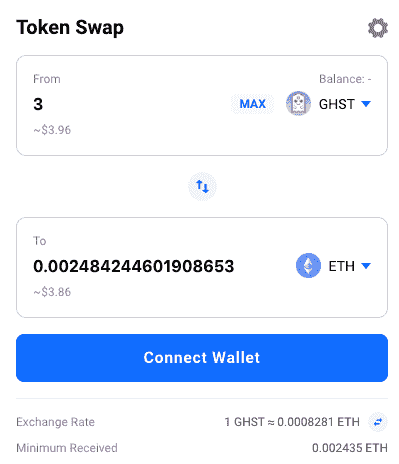 Token Swap
From Balance: -
3 MAX GHST
~$3.96
To
0.002484244601908653 ETH
~$3.86
Connect Wallet
Exchange Rate 1 GHST ≈ 0.0008281 ETH
Minimum Received 0.002435 ETH